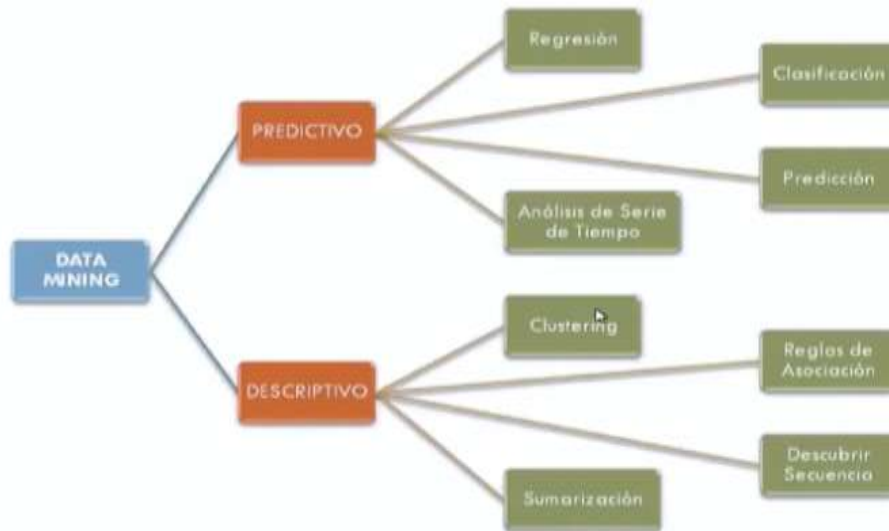 Regresión
Clasificación
PREDICTIVO
Predicción
Análisis de Serie
de Tiempo
DATA
MINING
Clustering
Reglas de
Asociación
DESCRIPTIVO
Descubrir
Secuencia
Sumarización